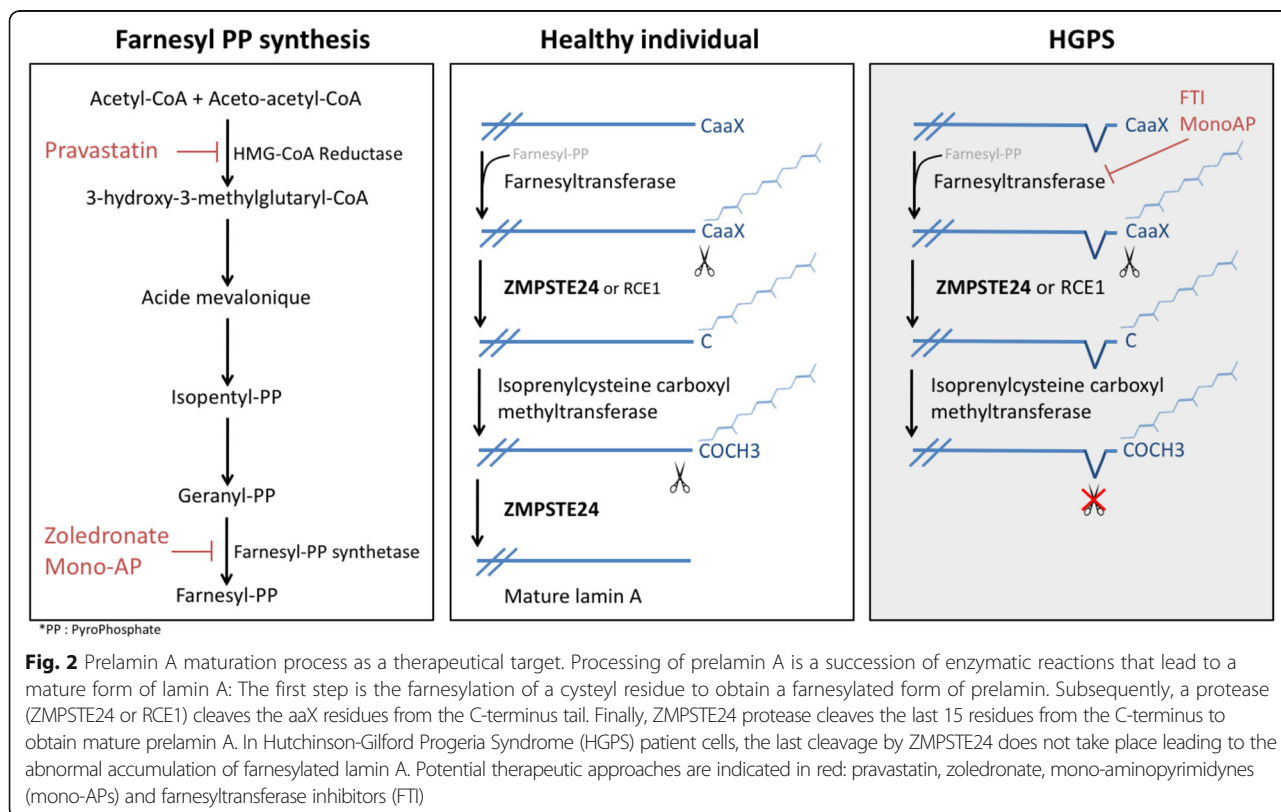 Farnesyl PP synthesis
Acetyl-CoA + Aceto-acetyl-CoA
Pravastatin
HMG-CoA Reductase
3-hydroxy-3-methylglutaryl-CoA
Acide mevalonique
Isopentyl-PP
Geranyl-PP
Zoledronate
Mono-AP
Farnesyl-PP synthetase
Farnesyl-PP
*PP : PyroPhosphate
Healthy individual
CaaX
Farnesyl-PP
Farnesyltransferase
CaaX
ZMPSTE24 or RCE1
C
Isoprenylcysteine carboxyl
methyltransferase
COCH3
ZMPSTE24
Mature lamin A
HGPS
FTI
CaaX MonoAP
Farnesyl-PP
Farnesyltransferase
CaaX
ZMPSTE24 or RCE1
C
Isoprenylcysteine carboxyl
methyltransferase
COCH3
Fig. 2 Prelamin A maturation process as a therapeutical target. Processing of prelamin A is a succession of enzymatic reactions that lead to a
mature form of lamin A: The first step is the farnesylation of a cysteyl residue to obtain a farnesylated form of prelamin. Subsequently, a protease
(ZMPSTE24 or RCE1) cleaves the aaX residues from the C-terminus tail. Finally, ZMPSTE24 protease cleaves the last 15 residues from the C-terminus to
obtain mature prelamin A. In Hutchinson-Gilford Progeria Syndrome (HGPS) patient cells, the last cleavage by ZMPSTE24 does not take place leading to the
abnormal accumulation of farnesylated lamin A. Potential therapeutic approaches are indicated in red: pravastatin, zoledronate, mono-aminopyrimidynes
(mono-APs) and farnesyltransferase inhibitors (FTI)